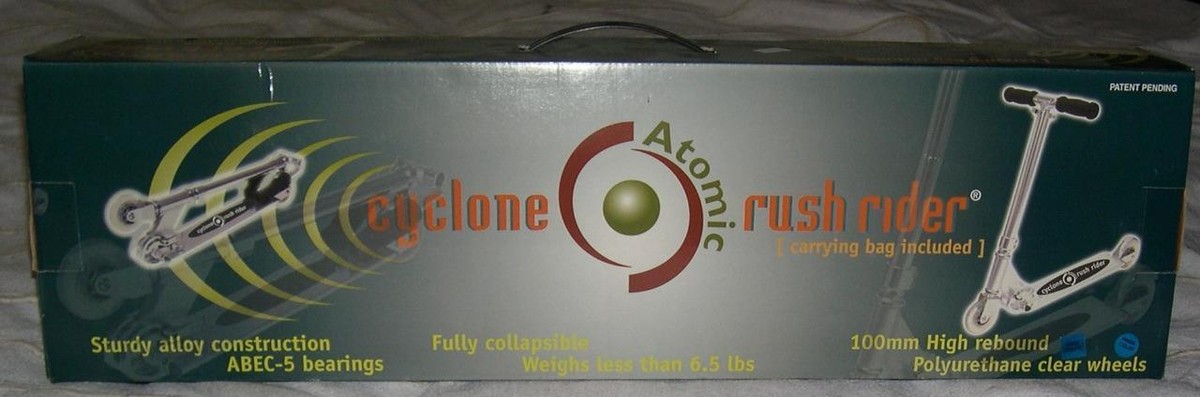 PATENT PENDING
cyclone Atomic rush rider®
[ carrying bag included ]
cyclone rush rider
cyclone rush rider
Sturdy alloy construction
ABEC-5 bearings
Fully collapsible
Weighs less than 6.5 lbs
100mm High rebound
Polyurethane clear wheels